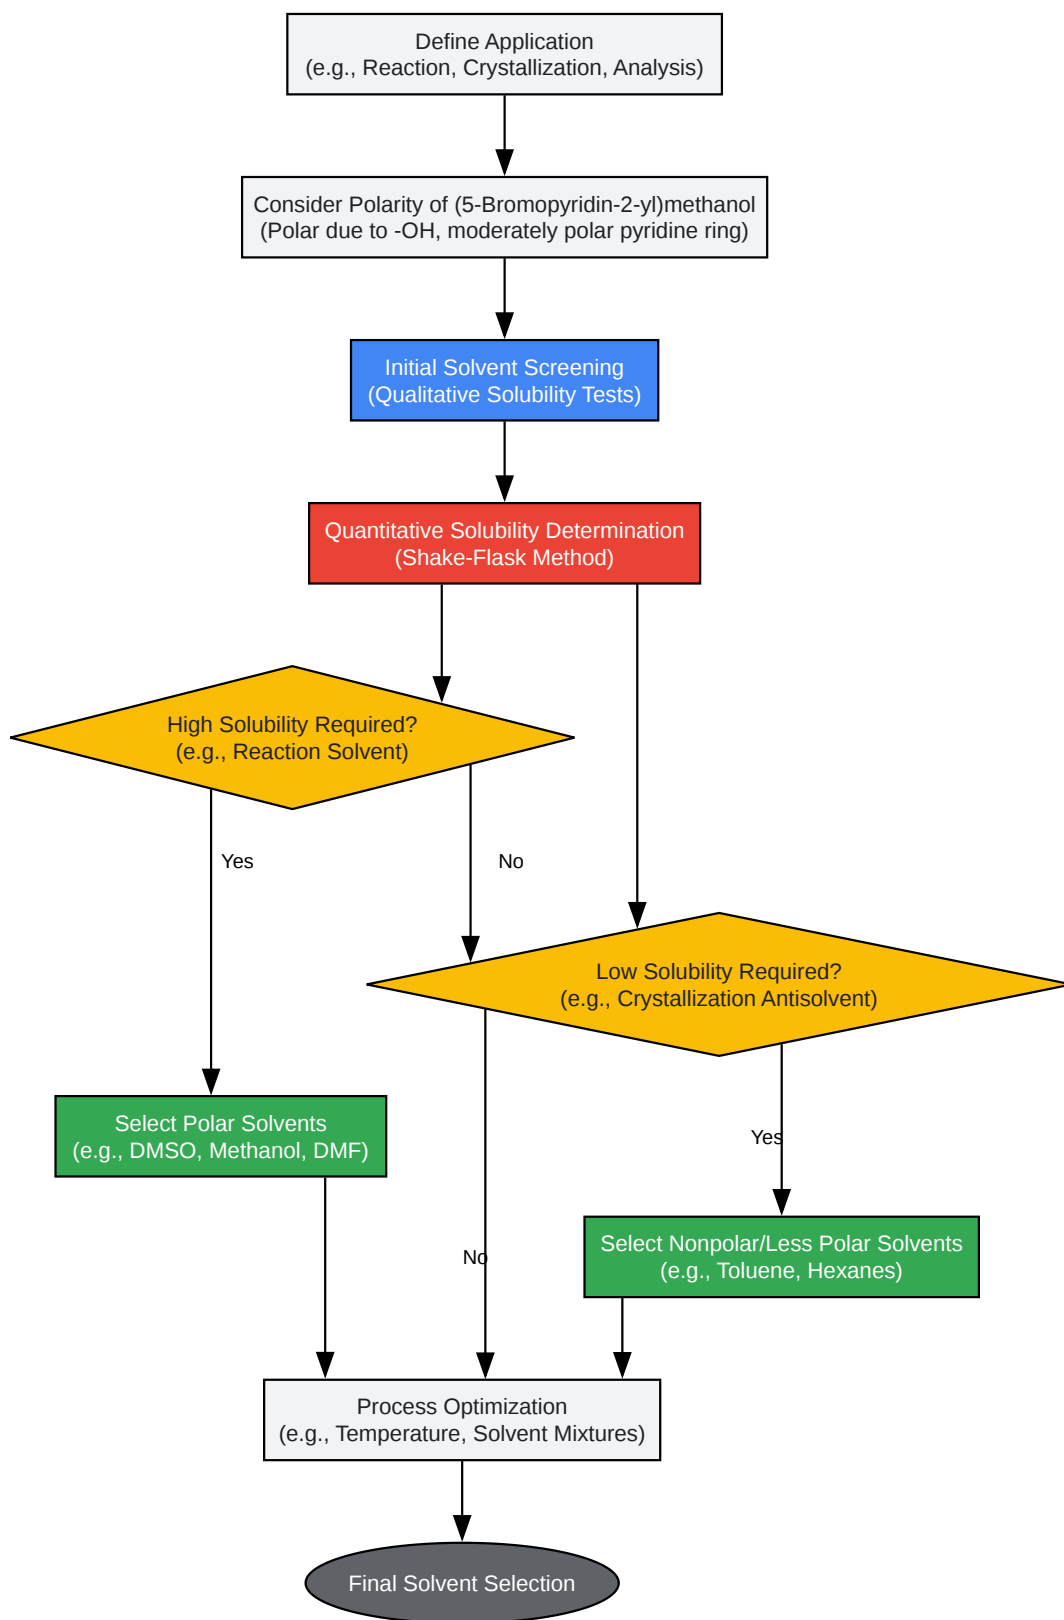 Define Application
(e.g., Reaction, Crystallization, Analysis)
Consider Polarity of (5-Bromopyridin-2-yl)methanol
(Polar due to -OH, moderately polar pyridine ring)
Initial Solvent Screening
(Qualitative Solubility Tests)
Quantitative Solubility Determination
(Shake-Flask Method)
High Solubility Required?
(e.g., Reaction Solvent)
Yes
No
Low Solubility Required?
(e.g., Crystallization Antisolvent)
Select Polar Solvents
(e.g., DMSO, Methanol, DMF)
Yes
Select Nonpolar/Less Polar Solvents
(e.g., Toluene, Hexanes)
No
Process Optimization
(e.g., Temperature, Solvent Mixtures)
Final Solvent Selection